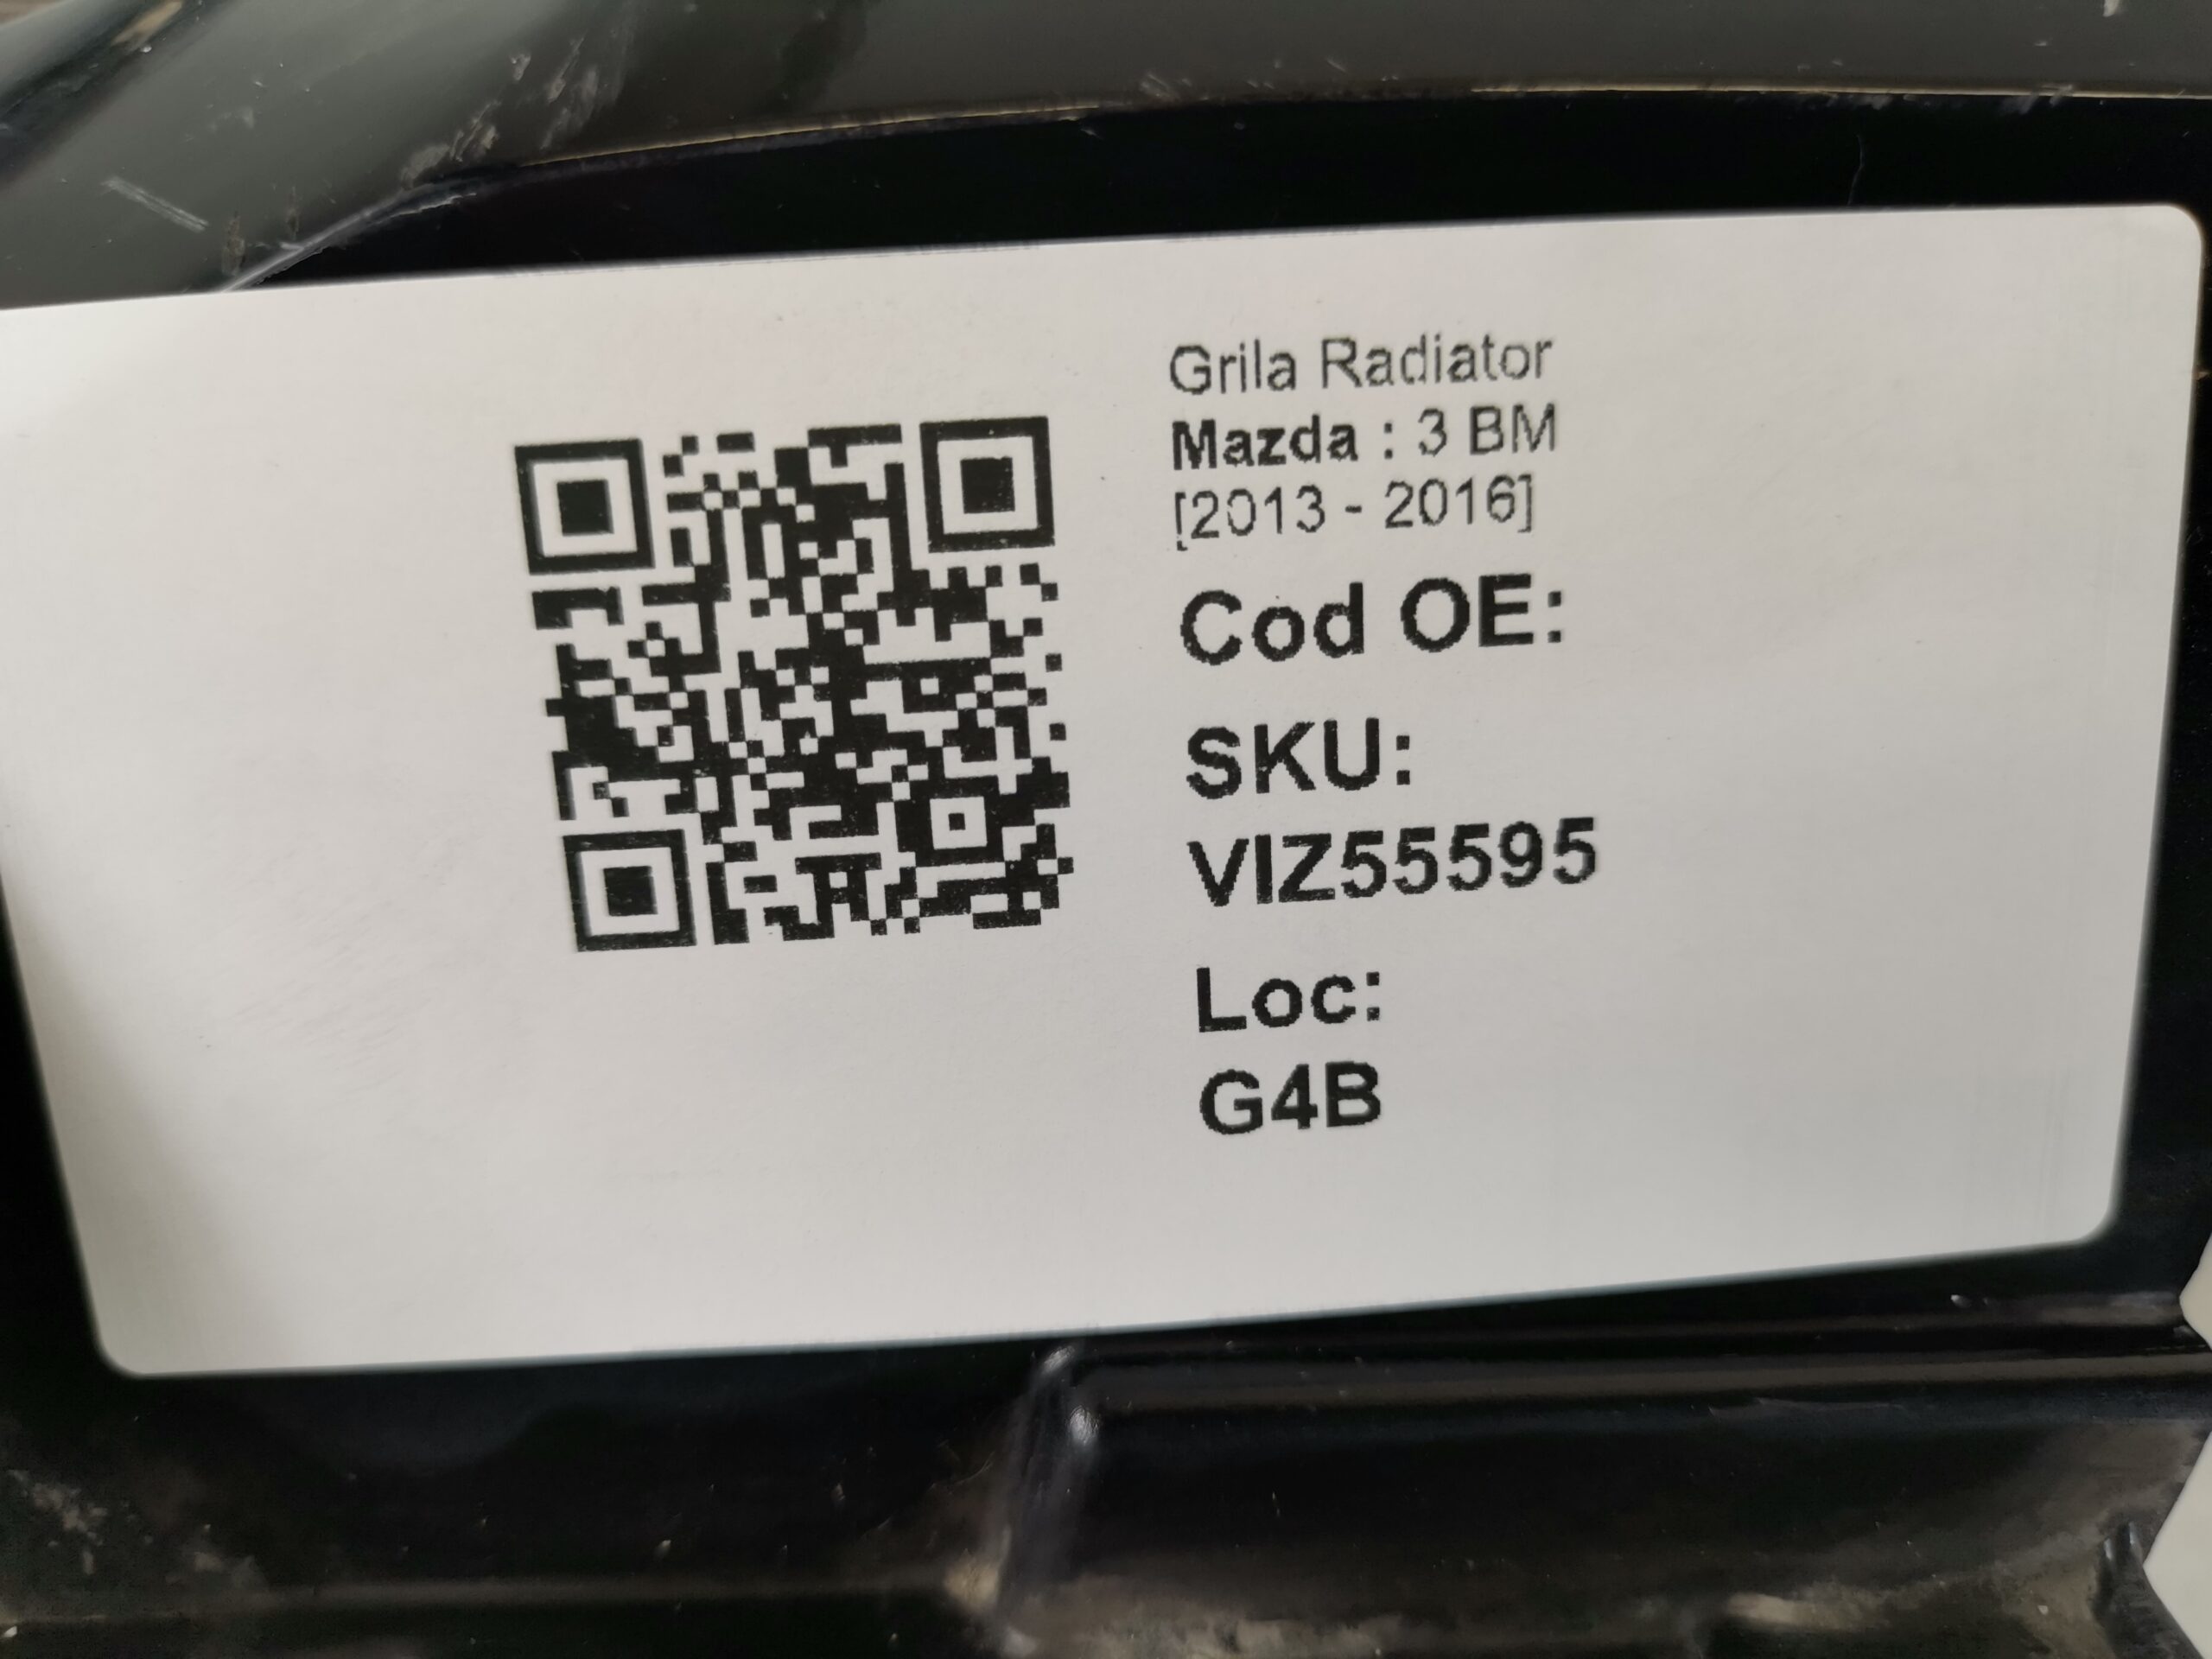 Grila Radiator
Mazda : 3 BM
[2013 - 2016]
Cod OE:
SKU:
VIZ55595
Loc:
G4B